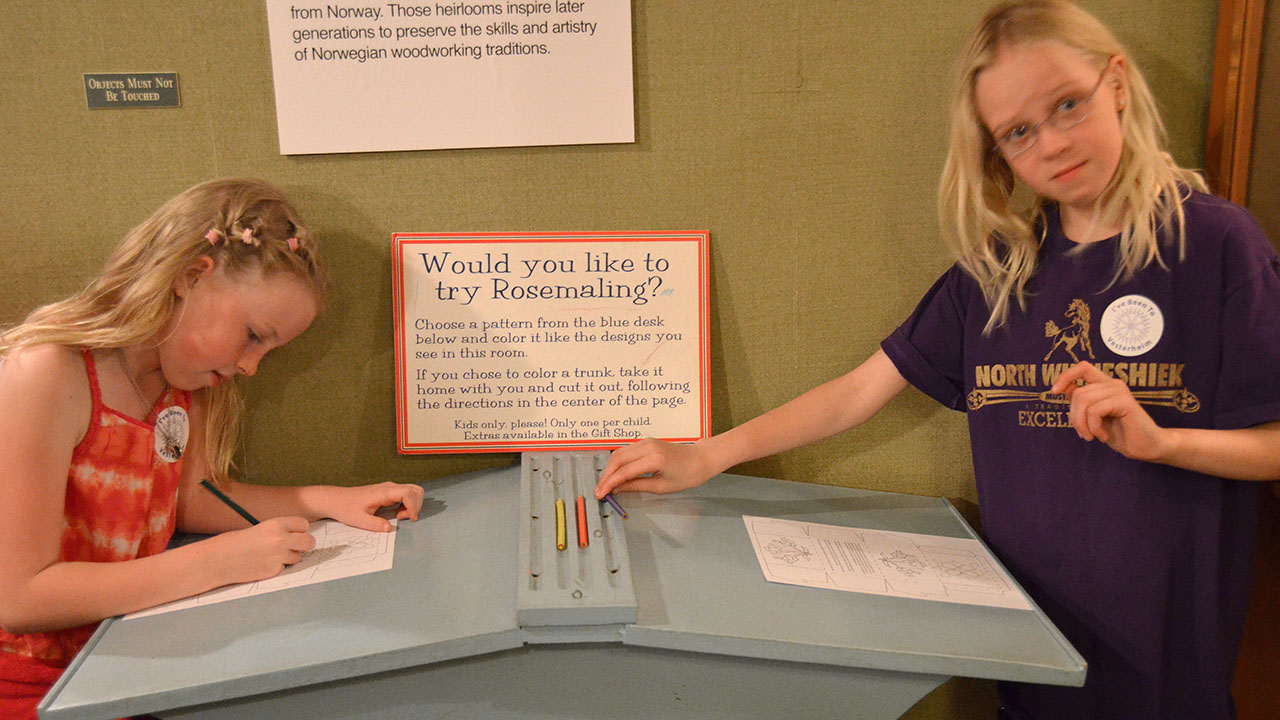 from Norway. Those heirlooms inspire later
generations to preserve the skills and artistry
of Norwegian woodworking traditions.
Objects Must Not
Be Touched
Would you like to
try Rosemaling?
Choose a pattern from the blue desk
below and color it like the designs you
see in this room.
If you chose to color a trunk, take it
home with you and cut it out, following
the directions in the center of the page.
Kids only, please! Only one per child.
Extras available in the Gift Shop.
I've Been To
Vesterheim
NORTH
EXCEL